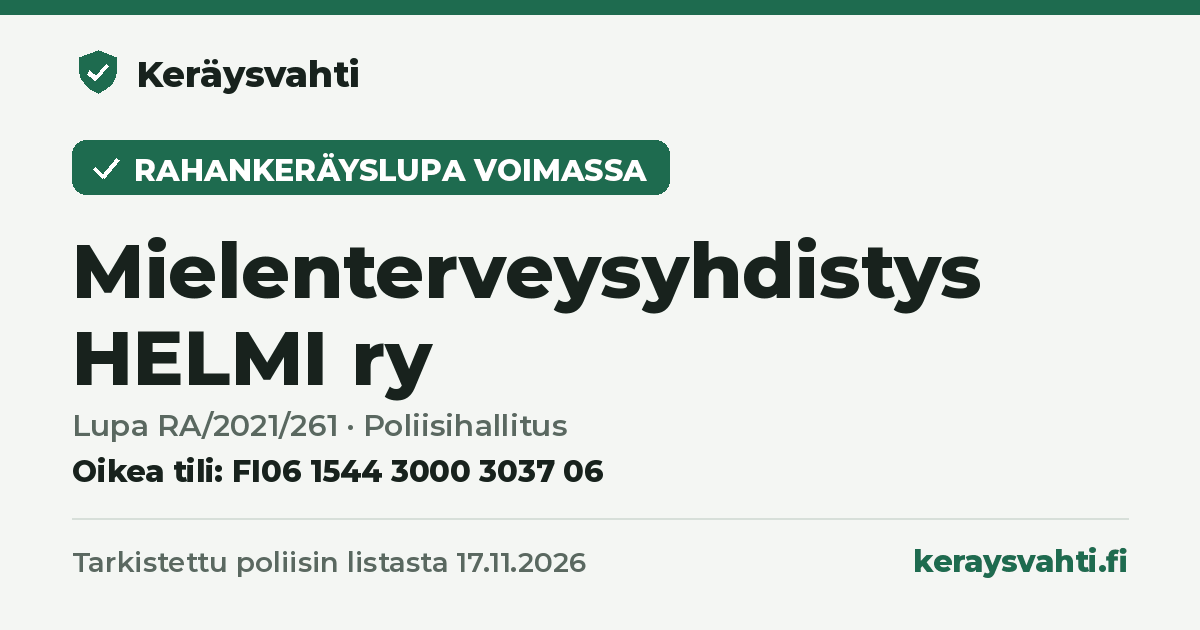 Keräysvahti
RAHANKERÄYSLUPA VOIMASSA
Mielenterveysyhdistys
HELMI ry
Lupa RA/2021/261 · Poliisihallitus
Oikea tili: FI06 1544 3000 3037 06
Tarkistettu poliisin listasta 17.11.2026
keraysvahti.fi